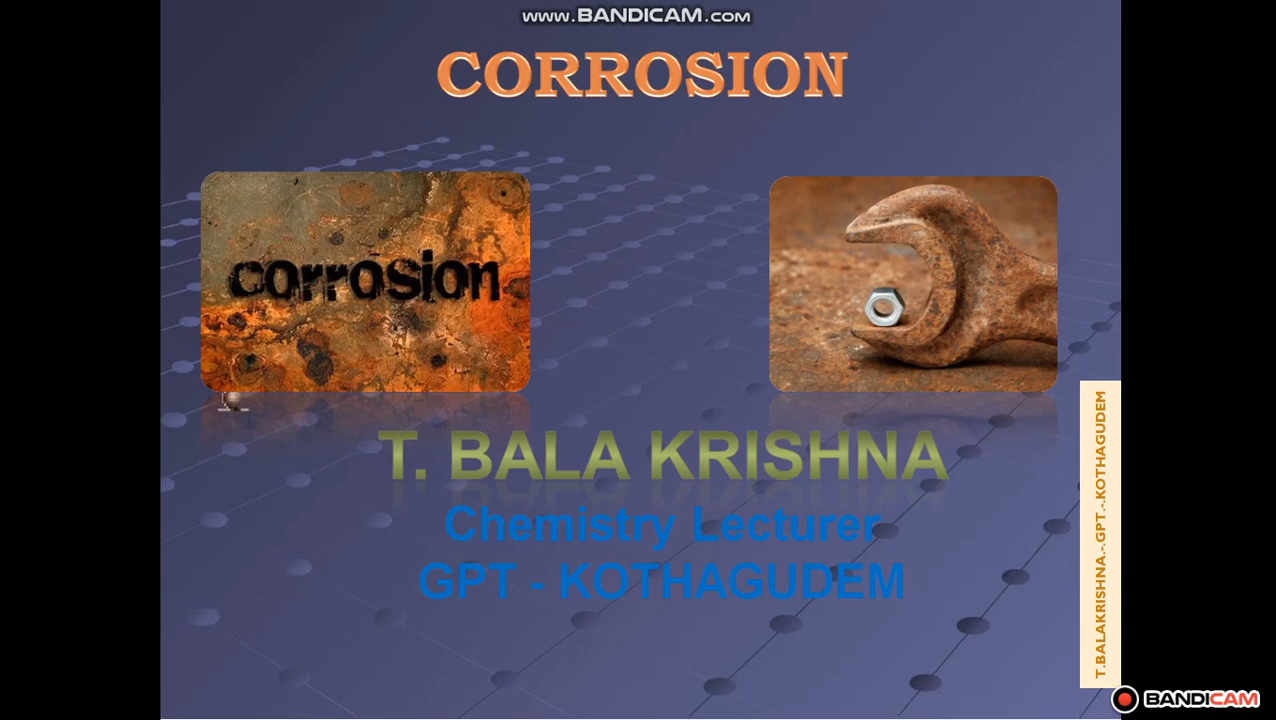 www.BANDICAM.com
CORROSION
corrosion
T. BALA KRISHNA
Chemistry Lecturer
GPT - KOTHAGUDEM
T.BALAKRISHNA.-.GPT.-.KOTHAGUDEM
BANDICAM